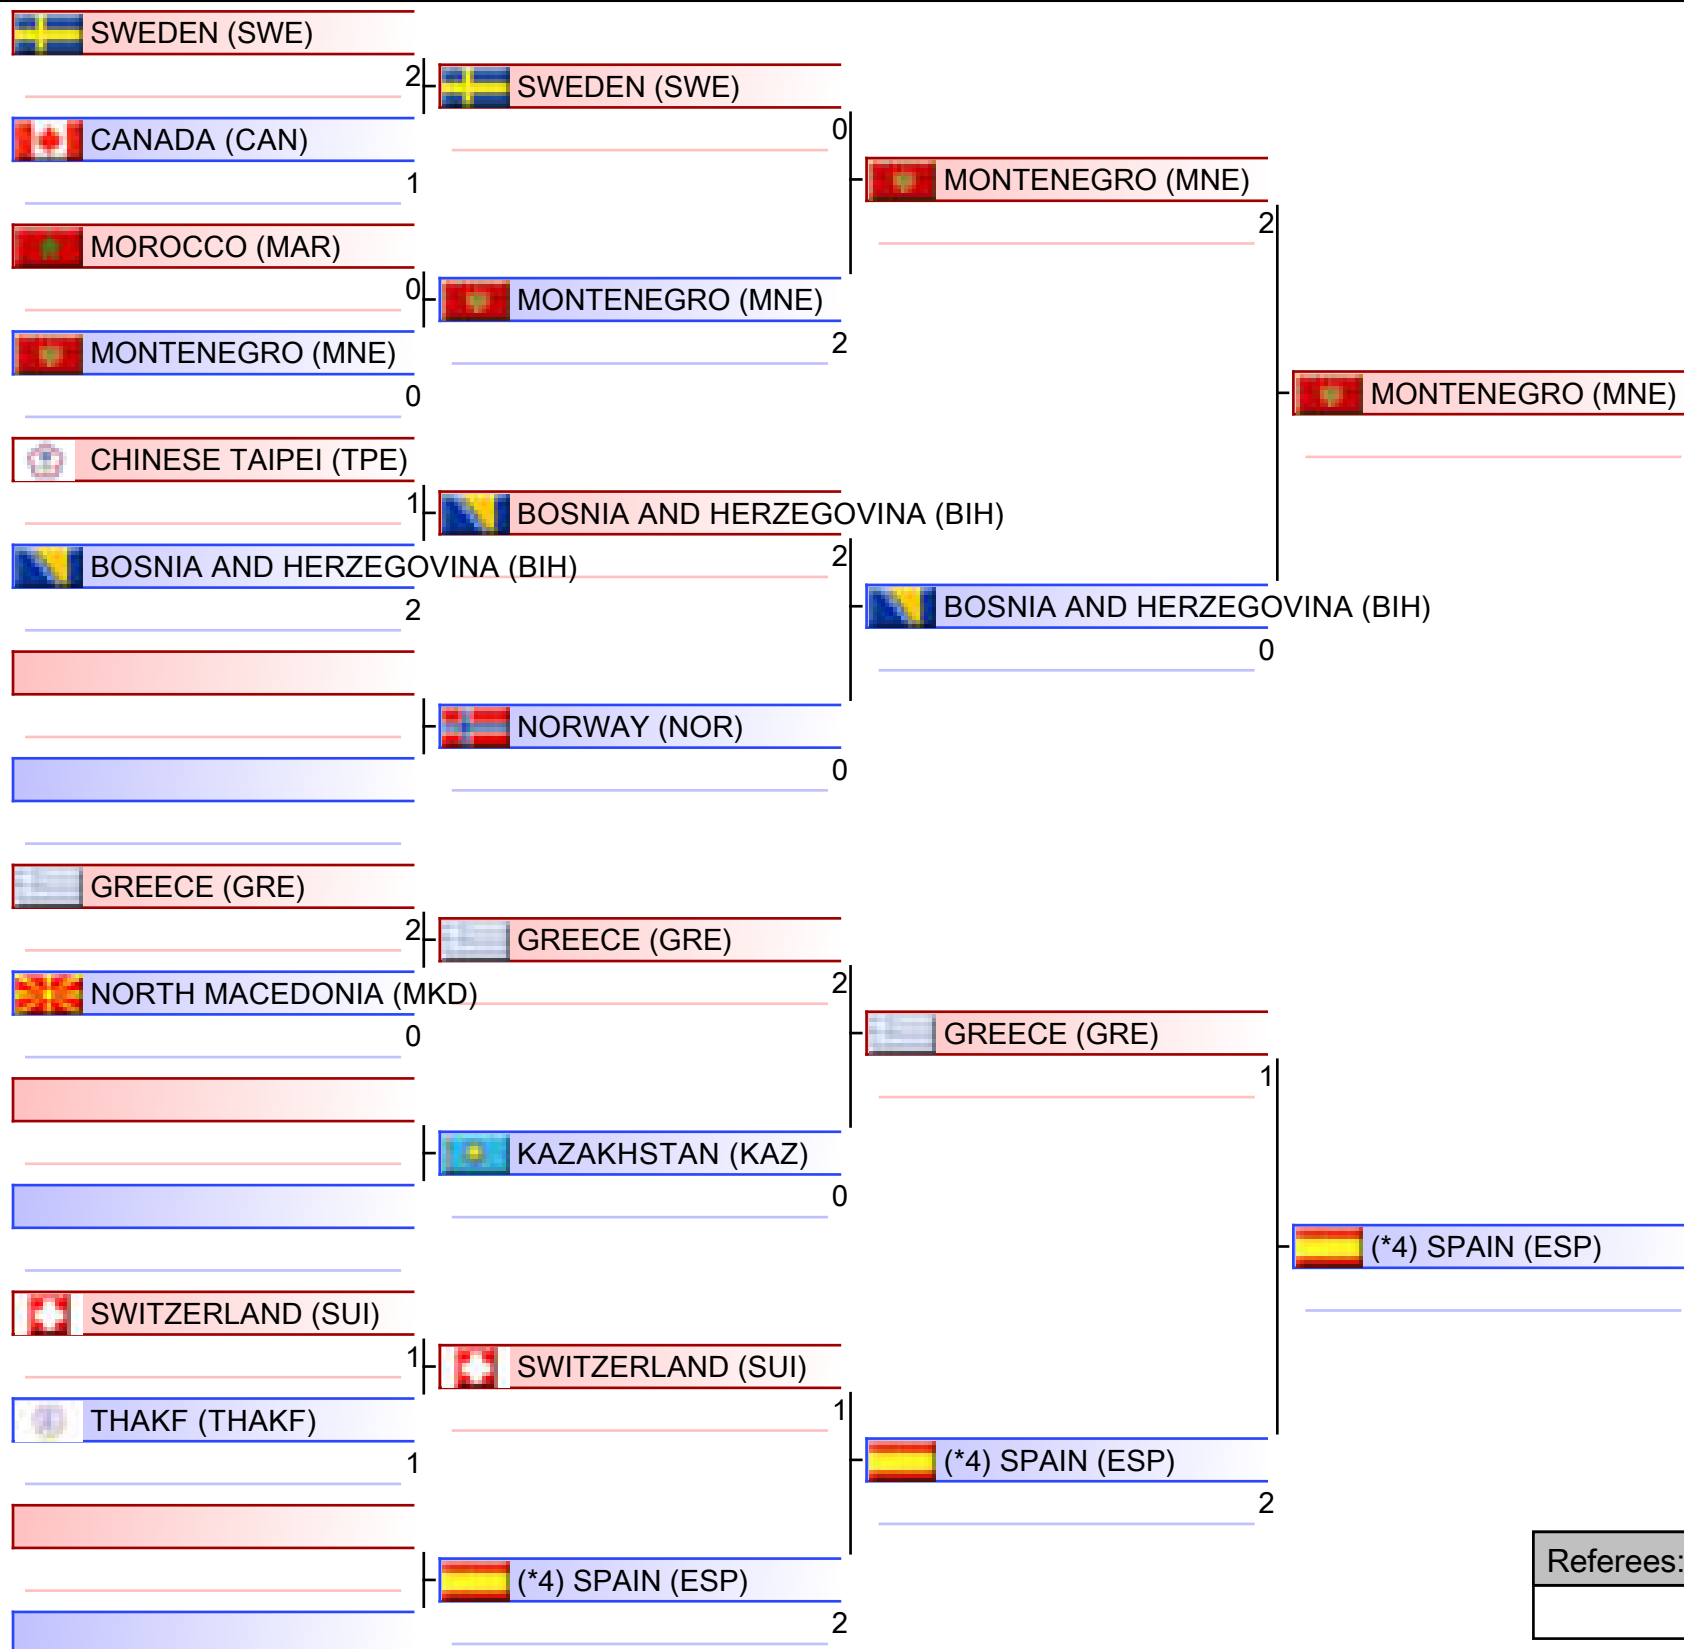 SWEDEN (SWE)
2
CANADA (CAN)
1
MOROCCO (MAR)
0
MONTENEGRO (MNE)
0
CHINESE TAIPEI (TPE)
1
BOSNIA AND HERZEGOVINA (BIH)
2
GREECE (GRE)
2
NORTH MACEDONIA (MKD)
0
SWITZERLAND (SUI)
1
THAKF (THAKF)
1
SWEDEN (SWE)
0
MONTENEGRO (MNE)
2
BOSNIA AND HERZEGOVINA (BIH)
2
NORWAY (NOR)
0
GREECE (GRE)
2
KAZAKHSTAN (KAZ)
0
SWITZERLAND (SUI)
1
(*4) SPAIN (ESP)
2
MONTENEGRO (MNE)
2
BOSNIA AND HERZEGOVINA (BIH)
0
GREECE (GRE)
1
(*4) SPAIN (ESP)
2
MONTENEGRO (MNE)
(*4) SPAIN (ESP)
Referees: